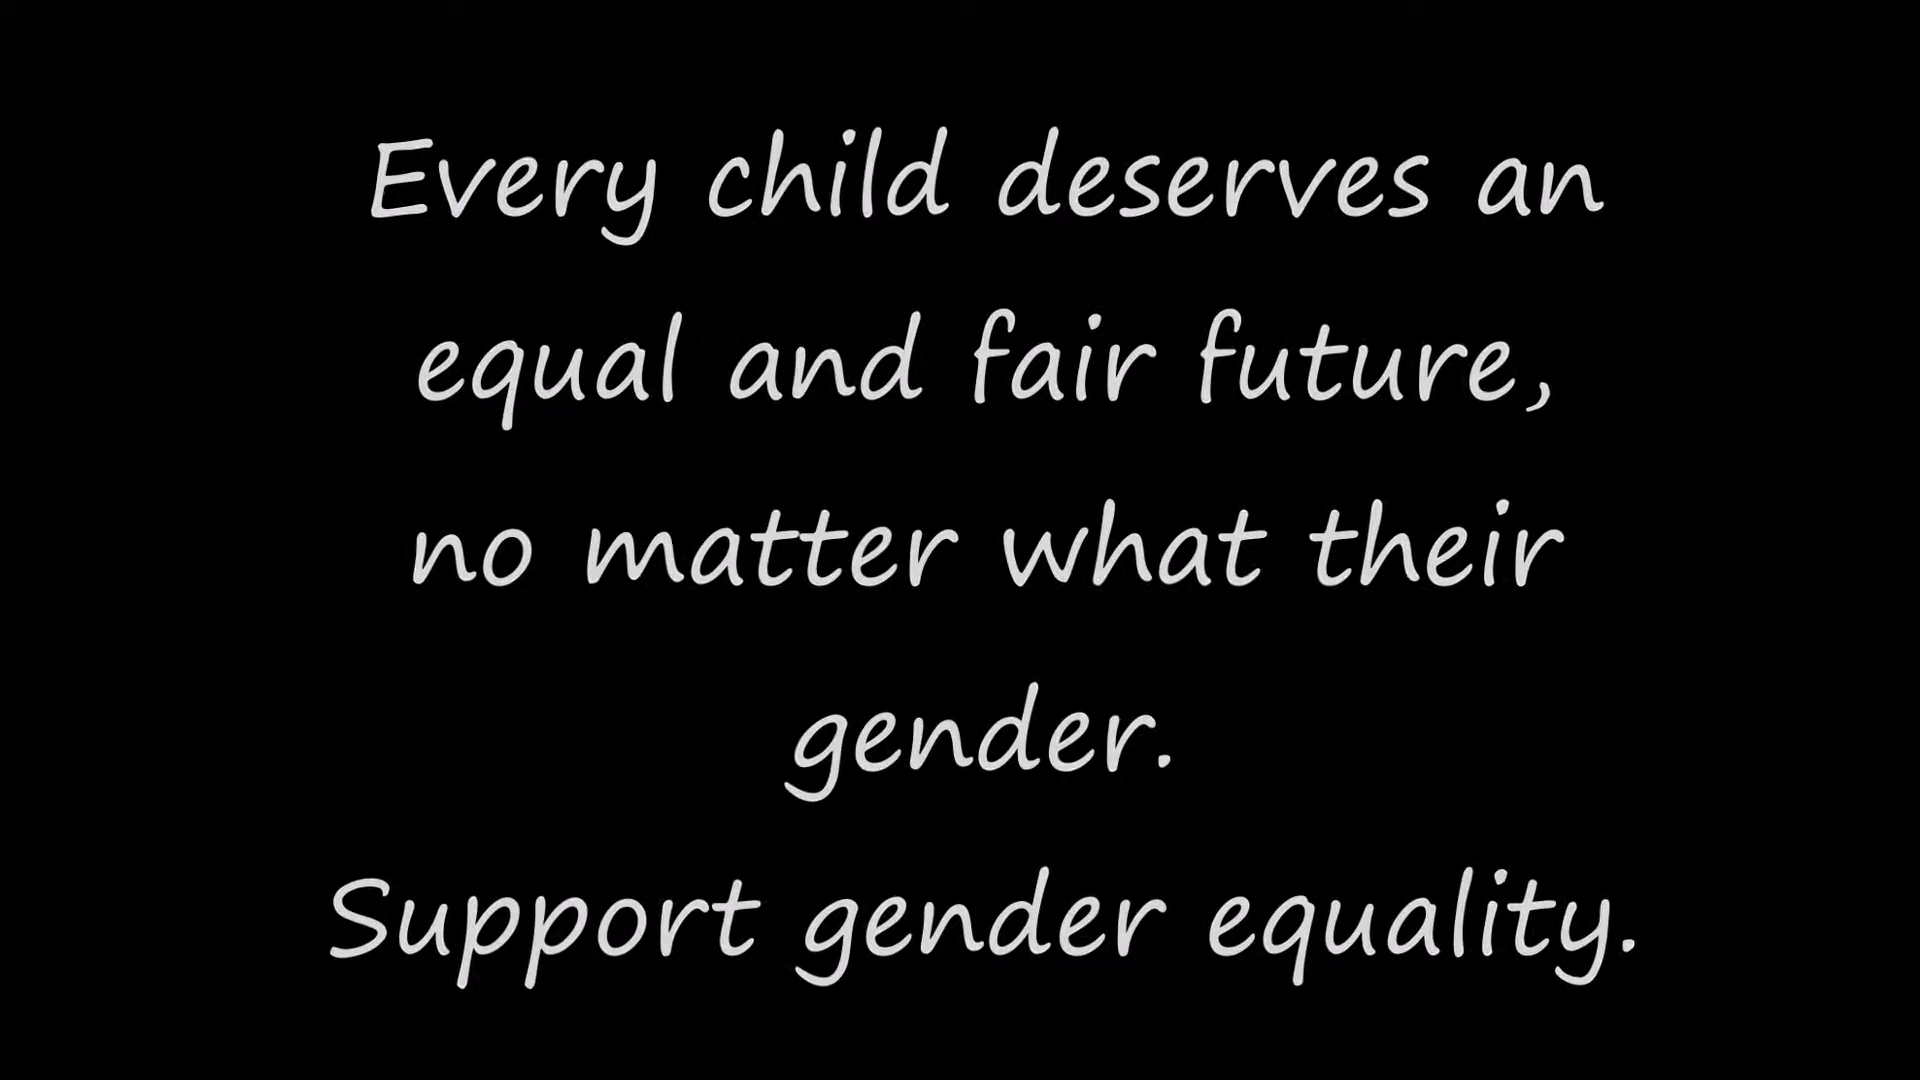 Every child deserves an
equal and fair future,
no matter what their
gender.
Support gender equality.